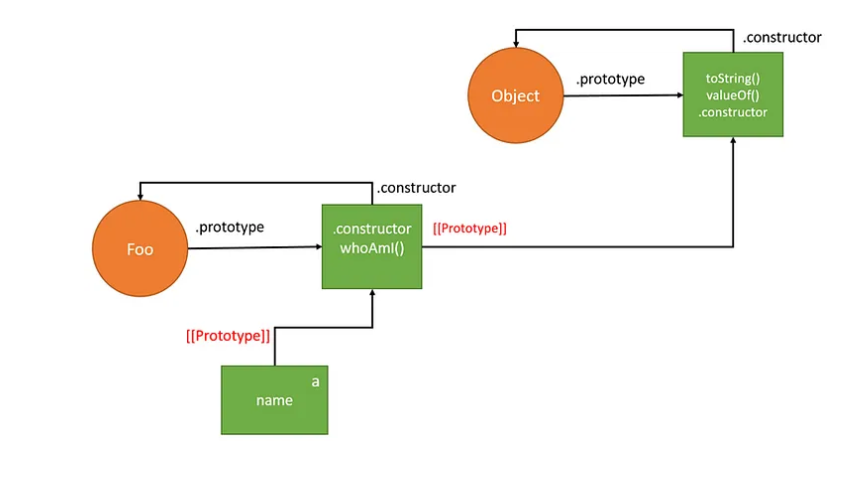 .constructor
Object
.prototype
toString()
valueOf()
.constructor
.constructor
Foo
.prototype
.constructor
whoAmI()
[[Prototype]]
[[Prototype]]
a
name